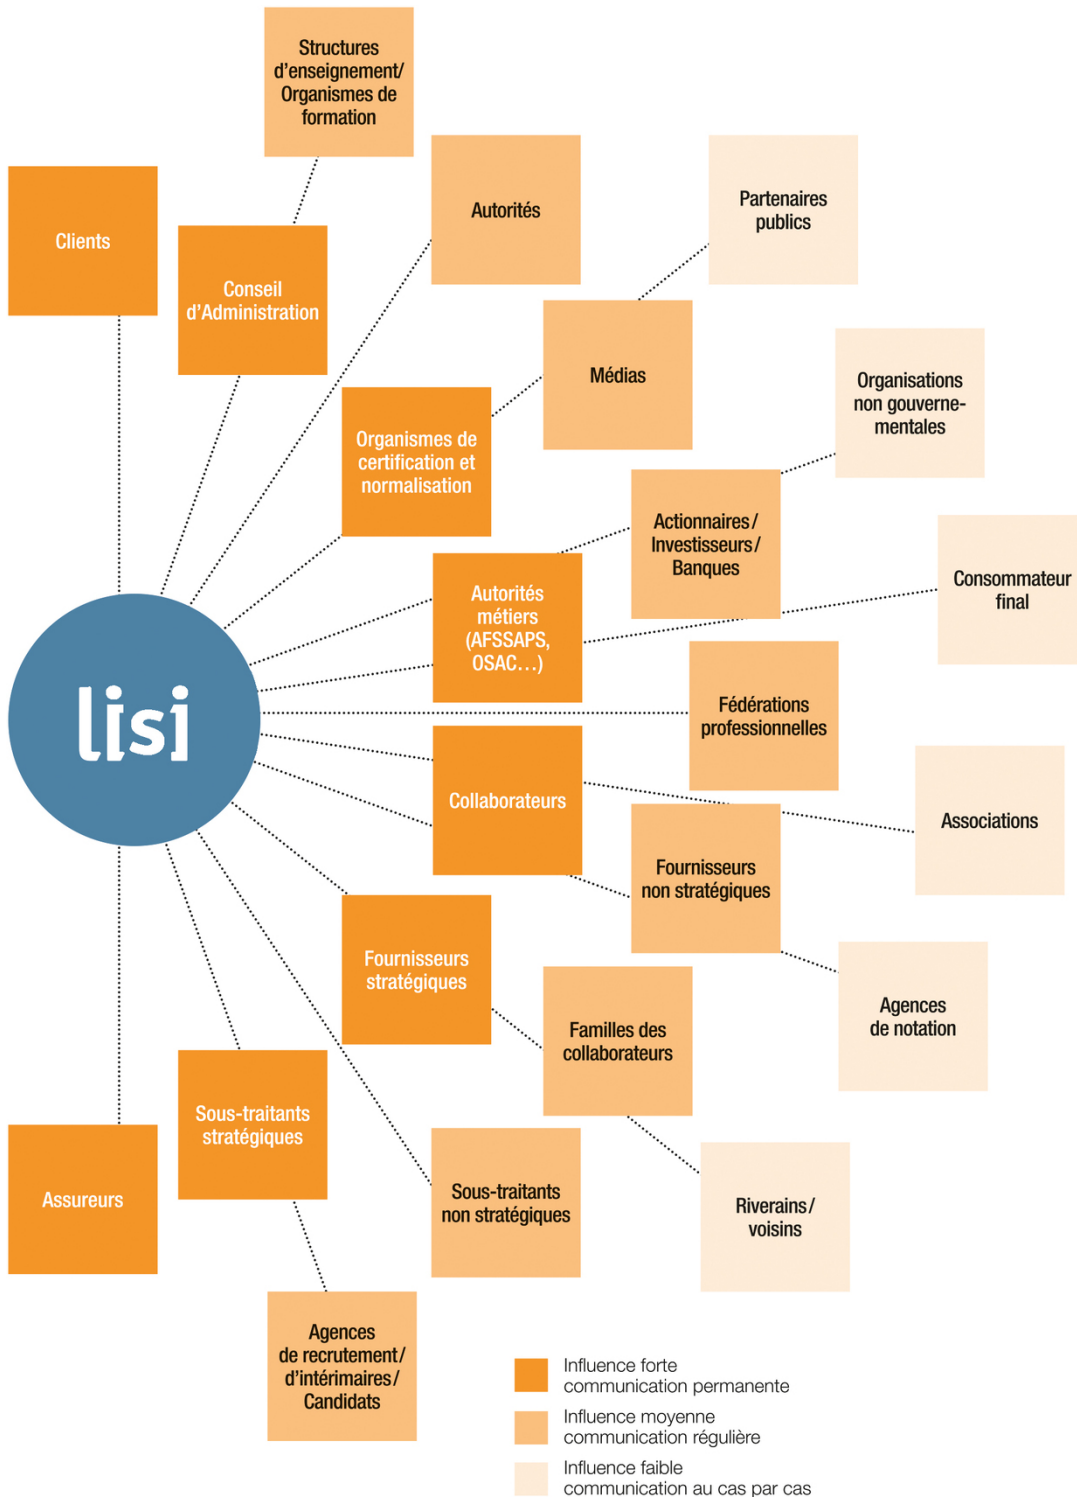 Structures
d'enseignement/
Organismes de
formation
Autorités
Partenaires
publics
Clients
Conseil
d'Administration
Médias
Organisations
non gouverne-
mentales
Organismes de
certification et
normalisation
Actionnaires/
Investisseurs/
Banques
Consommateur
final
Autorités
métiers
(AFSSAPS,
OSAC…)
lisi
Fédérations
professionnelles
Collaborateurs
Associations
Fournisseurs
non stratégiques
Fournisseurs
stratégiques
Agences
de notation
Familles des
collaborateurs
Sous-traitants
stratégiques
Assureurs
Sous-traitants
non stratégiques
Riverains/
voisins
Agences
de recrutement/
d'intérimaires/
Candidats
Influence forte
communication permanente
Influence moyenne
communication régulière
Influence faible
communication au cas par cas